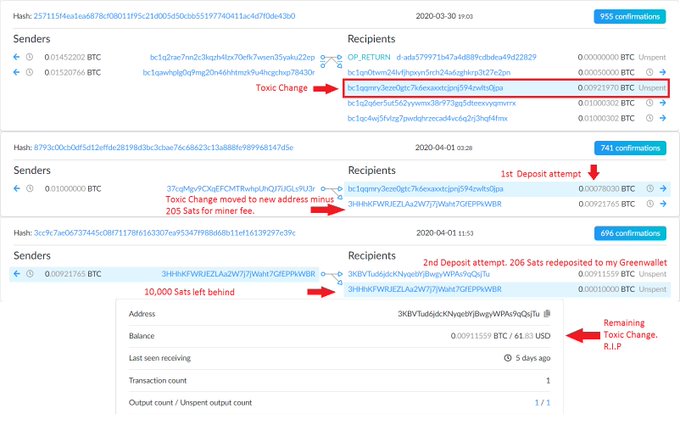 Hash: 257115f4ea1ea6878cf08011f95c21d005d50cbb55197740411ac4d7f0de43b0 2020-03-30 19:03 955 confirmations
Senders Recipients
0.01452202 BTC bc1q2rae7nn2c3kqzh4lzx70efk7wsen35yaku22ep OP_RETURN d-ada579971b47a4d889cdbdea49d22829 0.00000000 BTC Unspent
0.01520766 BTC bc1qawhplg0q9mg20n46hhtmzk9u4hcgchxp78430r bc1qn0twm24lvfjhpxyn5rch24a6zghkrp3t27e2pn 0.00050000 BTC
Toxic Change bc1qqmry3eze0gtc7k6exaxxtcjpnj594zwlts0jpa 0.00921970 BTC Unspent
bc1q2q6er5ut562yywmx38r973gq5dteexvyqmvrrx 0.01000302 BTC
bc1qc4wj5fvlzg7pwdqhrzecad4vc6q2rj3hqf4fmx 0.01000302 BTC
Hash: 8793c00cb0df5d12effde28198d3bc3cbae76c68623c13a888fe989968147d5e 2020-04-01 03:28 741 confirmations
Senders Recipients
1st Deposit attempt
0.01000000 BTC 37cqMgv9CXqEFCMTRwhpUhQJ7iJGLs9U3r bc1qqmry3eze0gtc7k6exaxxtcjpnj594zwlts0jpa 0.00078030 BTC
Toxic Change moved to new address minus 3HHhKFWRJEZLAa2W7j7jWaht7GfEPPkWBR 0.00921765 BTC
205 Sats for miner fee.
Hash: 3cc9c7ae06737445c08f71178f6163307ea95347f988d68b11ef16139297e39c 2020-04-01 11:53 696 confirmations
Senders Recipients
2nd Deposit attempt. 206 Sats redeposited to my Greenwallet
0.00921765 BTC 3HHhKFWRJEZLAa2W7j7jWaht7GfEPPkWBR 3KBVTud6jdcKNyqebYjBwgyWPAs9qQsjTu 0.00911559 BTC Unspent
10,000 Sats left behind 3HHhKFWRJEZLAa2W7j7jWaht7GfEPPkWBR 0.00010000 BTC Unspent
Address 3KBVTud6jdcKNyqebYjBwgyWPAs9qQsjTu
Balance 0.00911559 BTC / 61.83 USD
Remaining
Toxic Change.
R.I.P
Last seen receiving 5 days ago
Transaction count 1
Output count / Unspent output count 1 / 1